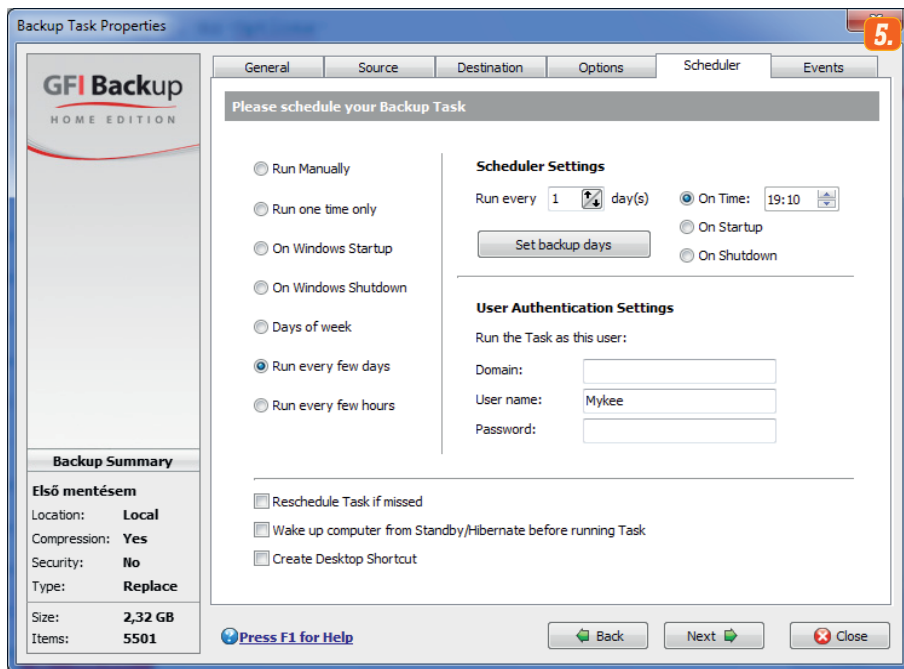 Backup Task Properties
5.
GFI Backup
HOME EDITION
General Source Destination Options Scheduler Events
Please schedule your Backup Task
Run Manually
Run one time only
On Windows Startup
On Windows Shutdown
Days of week
Run every few days
Run every few hours
Scheduler Settings
Run every 1 day(s)
Set backup days
On Time: 19:10
On Startup
On Shutdown
User Authentication Settings
Run the Task as this user:
Domain:
User name: Mykee
Password:
Reschedule Task if missed
Wake up computer from Standby/Hibernate before running Task
Create Desktop Shortcut
Backup Summary
Első mentésem
Location: Local
Compression: Yes
Security: No
Type: Replace
Size: 2,32 GB
Items: 5501
Press F1 for Help
Back
Next
Close